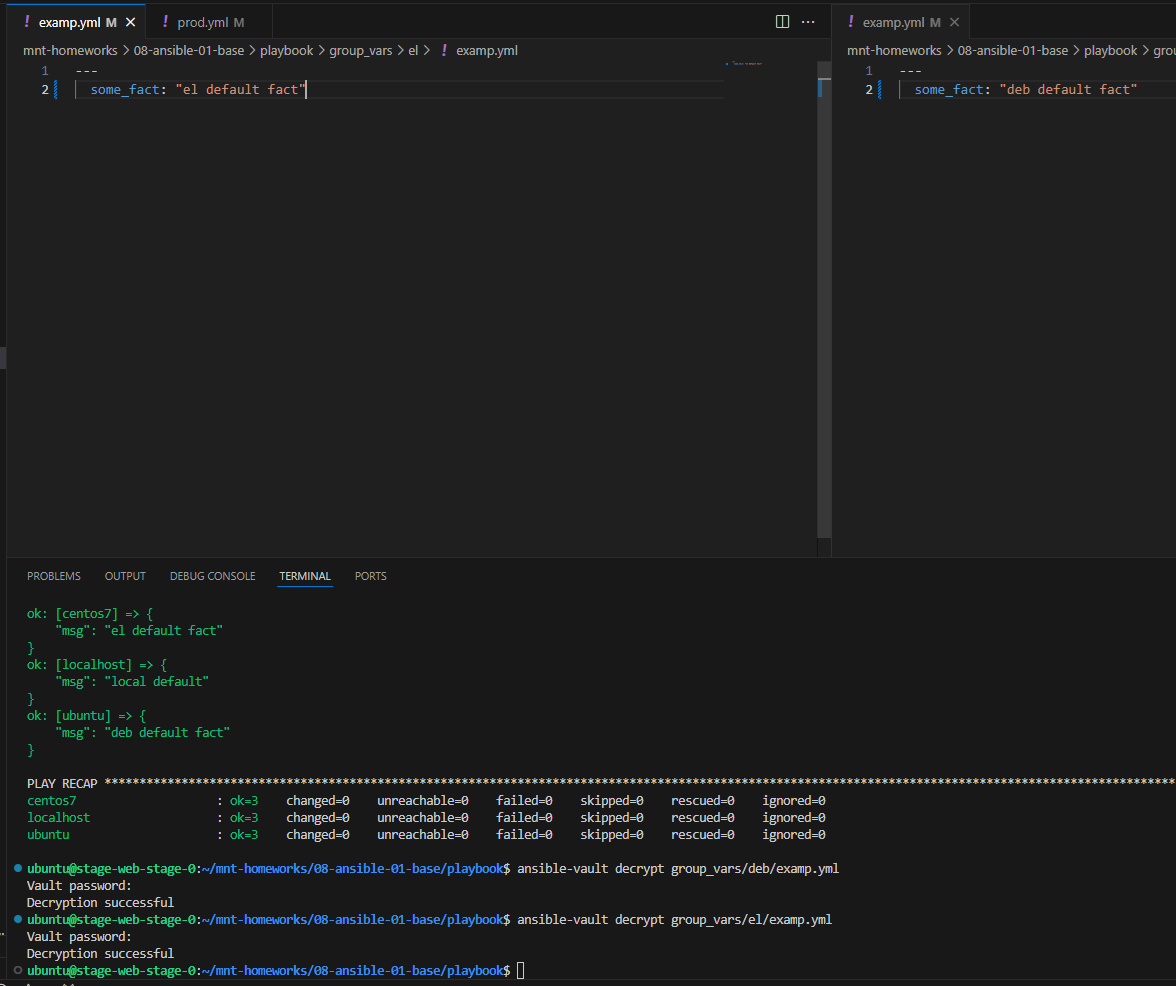 ! examp.yml M ✕ ! prod.yml M
mnt-homeworks > 08-ansible-01-base > playbook > group_vars > el > ! examp.yml
1 ---
2 some_fact: "el default fact"
! examp.yml M ✕
mnt-homeworks > 08-ansible-01-base > playbook > grou
1 ---
2 some_fact: "deb default fact"
PROBLEMS OUTPUT DEBUG CONSOLE TERMINAL PORTS
ok: [centos7] => {
"msg": "el default fact"
}
ok: [localhost] => {
"msg": "local default"
}
ok: [ubuntu] => {
"msg": "deb default fact"
}
PLAY RECAP *********************************************************************************************************************************************************
centos7 : ok=3 changed=0 unreachable=0 failed=0 skipped=0 rescued=0 ignored=0
localhost : ok=3 changed=0 unreachable=0 failed=0 skipped=0 rescued=0 ignored=0
ubuntu : ok=3 changed=0 unreachable=0 failed=0 skipped=0 rescued=0 ignored=0
ubuntu@stage-web-stage-0:~/mnt-homeworks/08-ansible-01-base/playbook$ ansible-vault decrypt group_vars/deb/examp.yml
Vault password:
Decryption successful
ubuntu@stage-web-stage-0:~/mnt-homeworks/08-ansible-01-base/playbook$ ansible-vault decrypt group_vars/el/examp.yml
Vault password:
Decryption successful
ubuntu@stage-web-stage-0:~/mnt-homeworks/08-ansible-01-base/playbook$